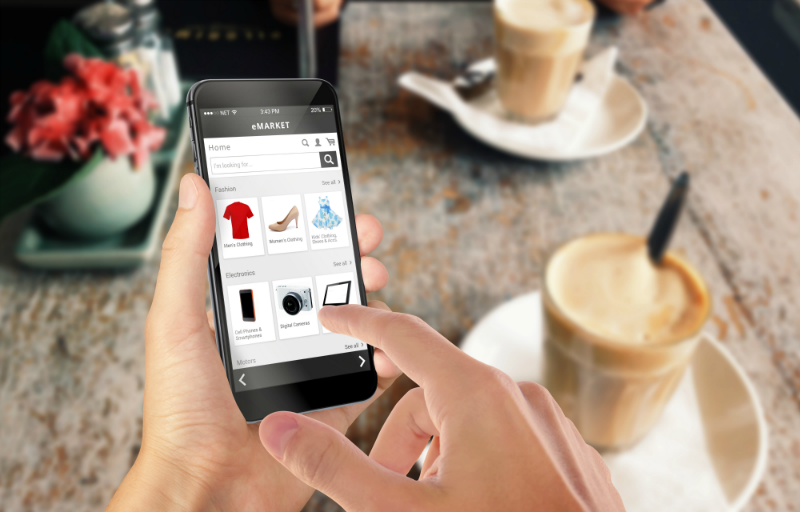 NET 3:43 PM 20%
eMARKET
Home
I'm looking for...
Fashion See all
Men's Clothing
Women's Clothing
Kids' Clothing,
Shoes & Acc.
Electronics See all
Cell Phones &
Smartphones
Digital Cameras
Motors See all